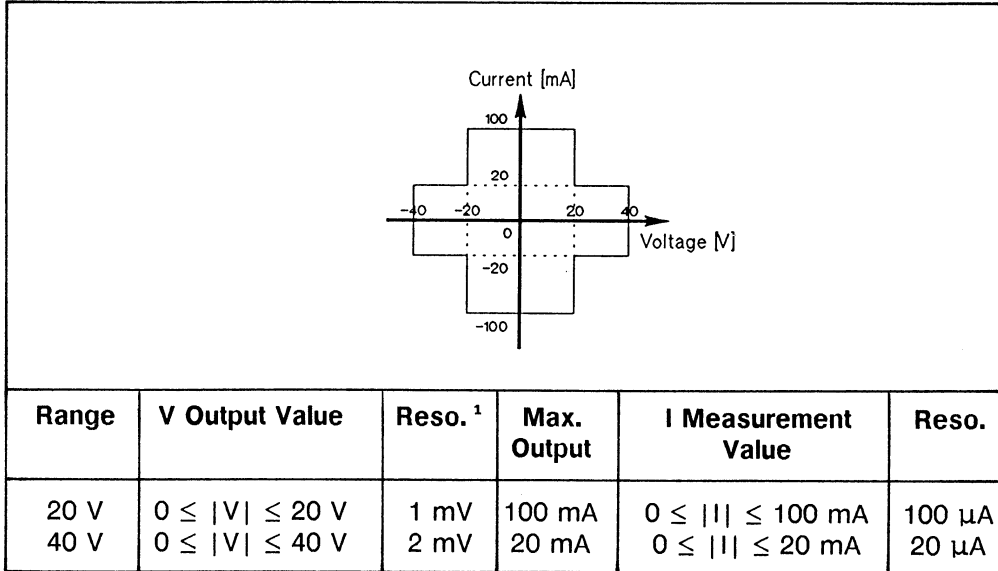 Current [mA]
100
20
-40 -20 20 40
0
Voltage [V]
-20
-100
Range V Output Value Reso. ¹ Max. Output I Measurement Value Reso.
20 V 0 ≤ |V| ≤ 20 V 1 mV 100 mA 0 ≤ |I| ≤ 100 mA 100 µA
40 V 0 ≤ |V| ≤ 40 V 2 mV 20 mA 0 ≤ |I| ≤ 20 mA 20 µA